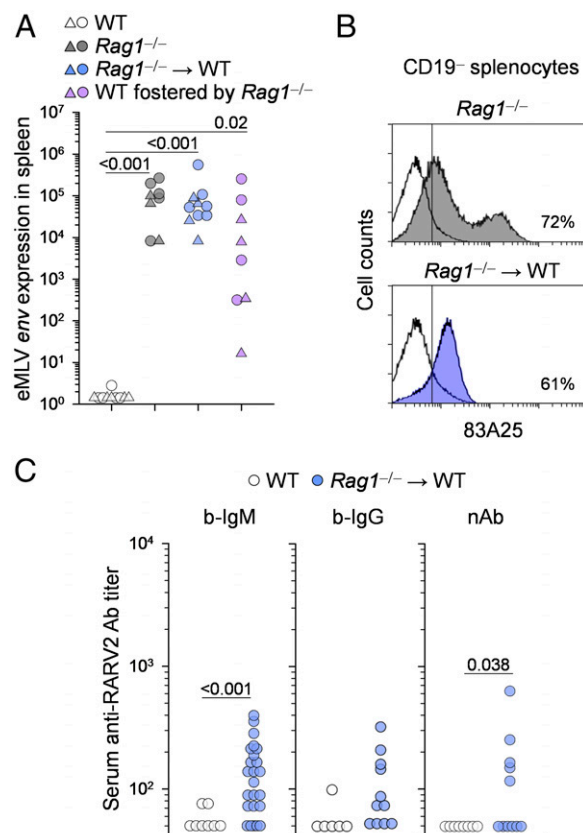 A
WT
Rag1−/−
Rag1−/− → WT
WT fostered by Rag1−/−
0.02
<0.001
<0.001
eMLV env expression in spleen
10⁷
10⁶
10⁵
10⁴
10³
10²
10¹
10⁰
B
CD19− splenocytes
Rag1−/−
72%
Rag1−/− → WT
61%
Cell counts
83A25
C
WT Rag1−/− → WT
b-IgM b-IgG nAb
Serum anti-RARV2 Ab titer
10⁴
10³
10²
<0.001
0.038